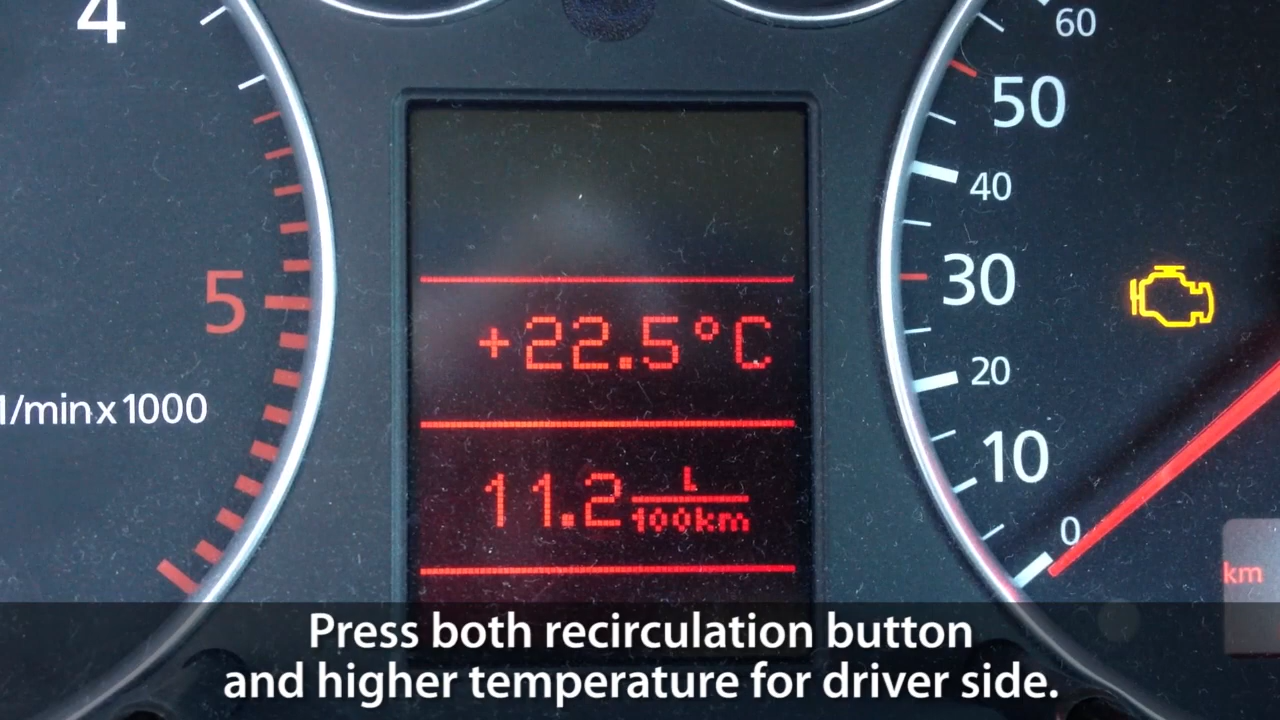 4
5
1/min x 1000
+22.5°C
11.2 L/100km
60
50
40
30
20
10
0
km
Press both recirculation button
and higher temperature for driver side.